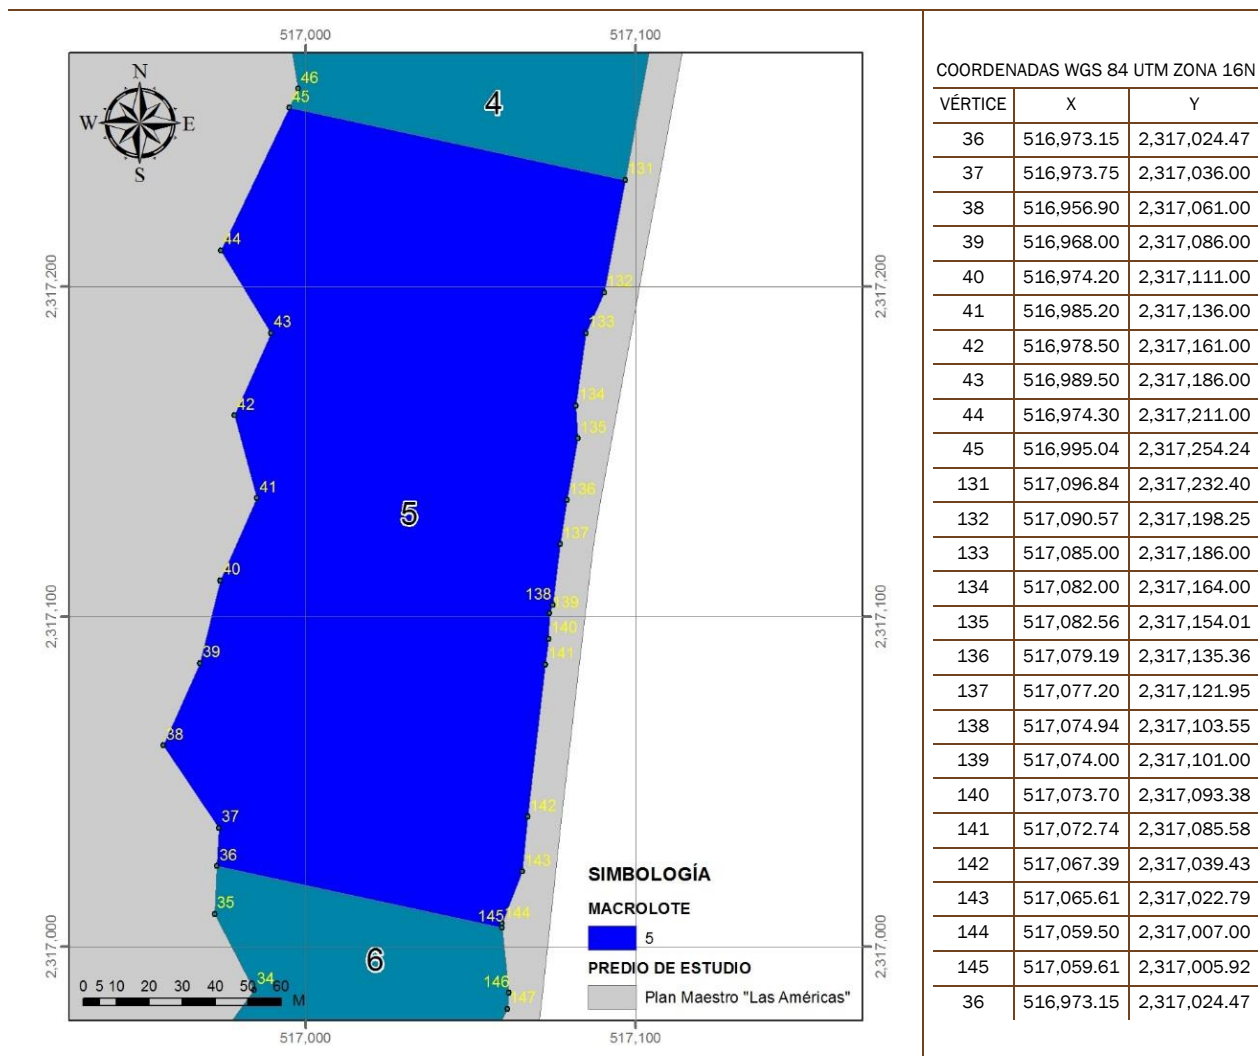 517,000
517,100
N
W
E
S
46
45
4
131
44
132
43
133
134
42
135
41
136
5
137
40
138
139
140
39
141
38
142
37
36
143
35
145
144
6
34
146
147
2,317,200
2,317,100
2,317,000
2,317,200
2,317,100
2,317,000
SIMBOLOGÍA
MACROLOTE
5
PREDIO DE ESTUDIO
Plan Maestro "Las Américas"
0 5 10 20 30 40 50 60
M
517,000
517,100
COORDENADAS WGS 84 UTM ZONA 16N
VÉRTICE X Y
36 516,973.15 2,317,024.47
37 516,973.75 2,317,036.00
38 516,956.90 2,317,061.00
39 516,968.00 2,317,086.00
40 516,974.20 2,317,111.00
41 516,985.20 2,317,136.00
42 516,978.50 2,317,161.00
43 516,989.50 2,317,186.00
44 516,974.30 2,317,211.00
45 516,995.04 2,317,254.24
131 517,096.84 2,317,232.40
132 517,090.57 2,317,198.25
133 517,085.00 2,317,186.00
134 517,082.00 2,317,164.00
135 517,082.56 2,317,154.01
136 517,079.19 2,317,135.36
137 517,077.20 2,317,121.95
138 517,074.94 2,317,103.55
139 517,074.00 2,317,101.00
140 517,073.70 2,317,093.38
141 517,072.74 2,317,085.58
142 517,067.39 2,317,039.43
143 517,065.61 2,317,022.79
144 517,059.50 2,317,007.00
145 517,059.61 2,317,005.92
36 516,973.15 2,317,024.47